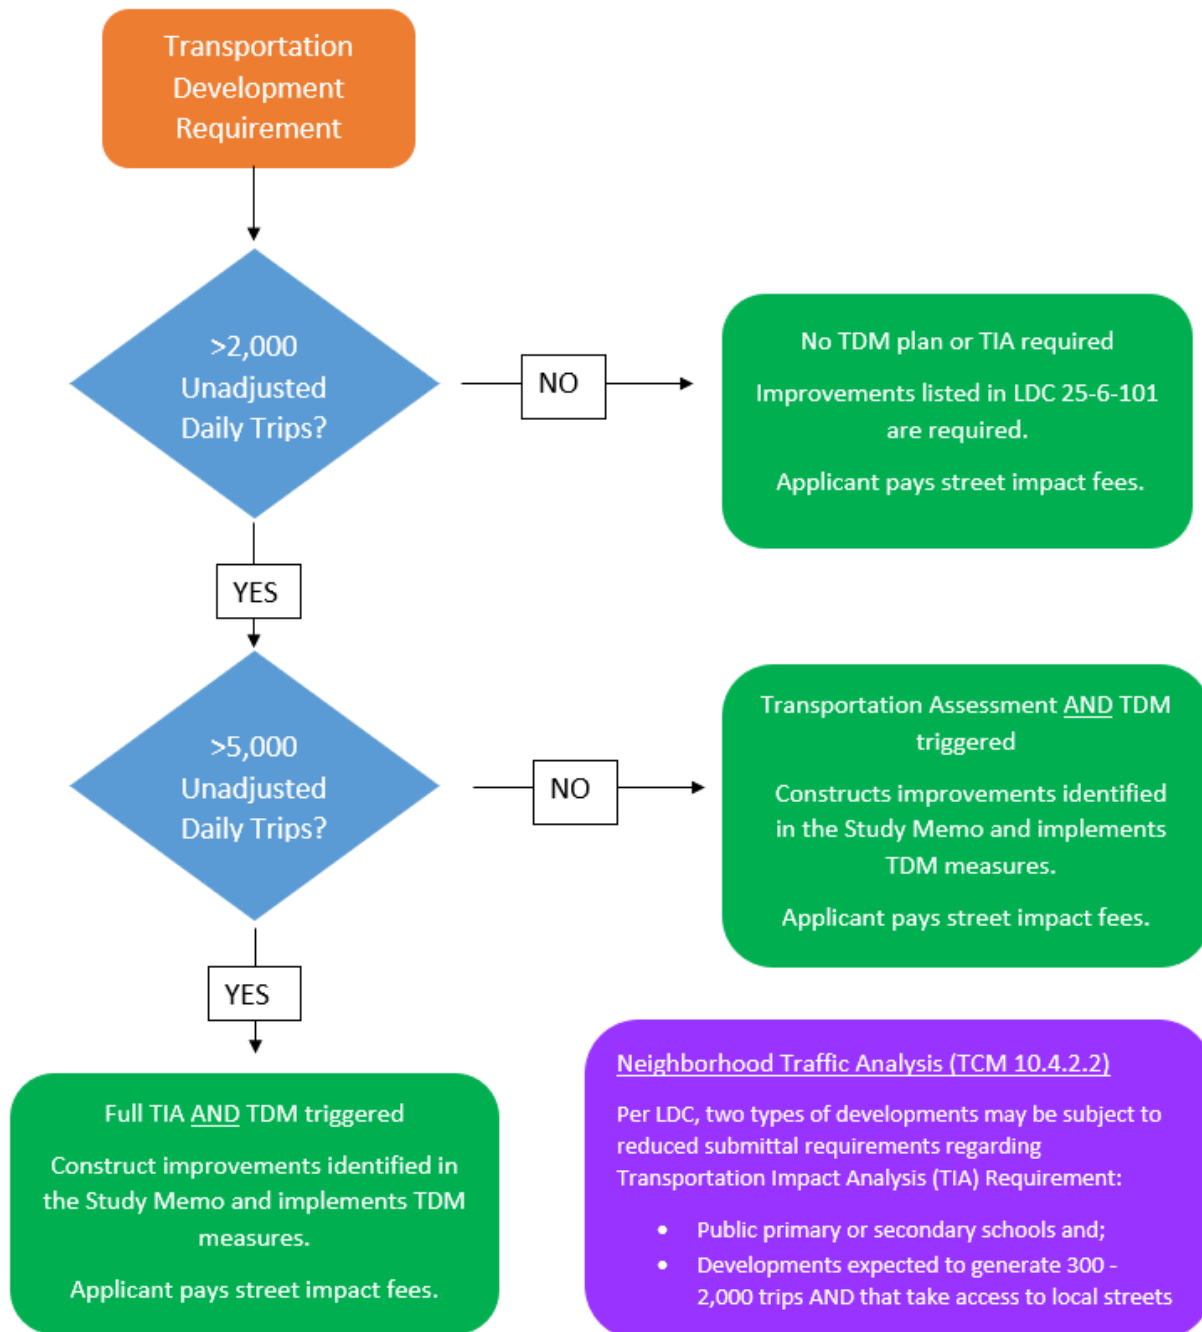 Transportation
Development
Requirement
>2,000
Unadjusted
Daily Trips?
NO
No TDM plan or TIA required
Improvements listed in LDC 25-6-101
are required.
Applicant pays street impact fees.
YES
>5,000
Unadjusted
Daily Trips?
NO
Transportation Assessment AND TDM
triggered
Constructs improvements identified
in the Study Memo and implements
TDM measures.
Applicant pays street impact fees.
YES
Full TIA AND TDM triggered
Construct improvements identified in
the Study Memo and implements TDM
measures.
Applicant pays street impact fees.
Neighborhood Traffic Analysis (TCM 10.4.2.2)
Per LDC, two types of developments may be subject to
reduced submittal requirements regarding
Transportation Impact Analysis (TIA) Requirement:
• Public primary or secondary schools and;
• Developments expected to generate 300 -
2,000 trips AND that take access to local streets